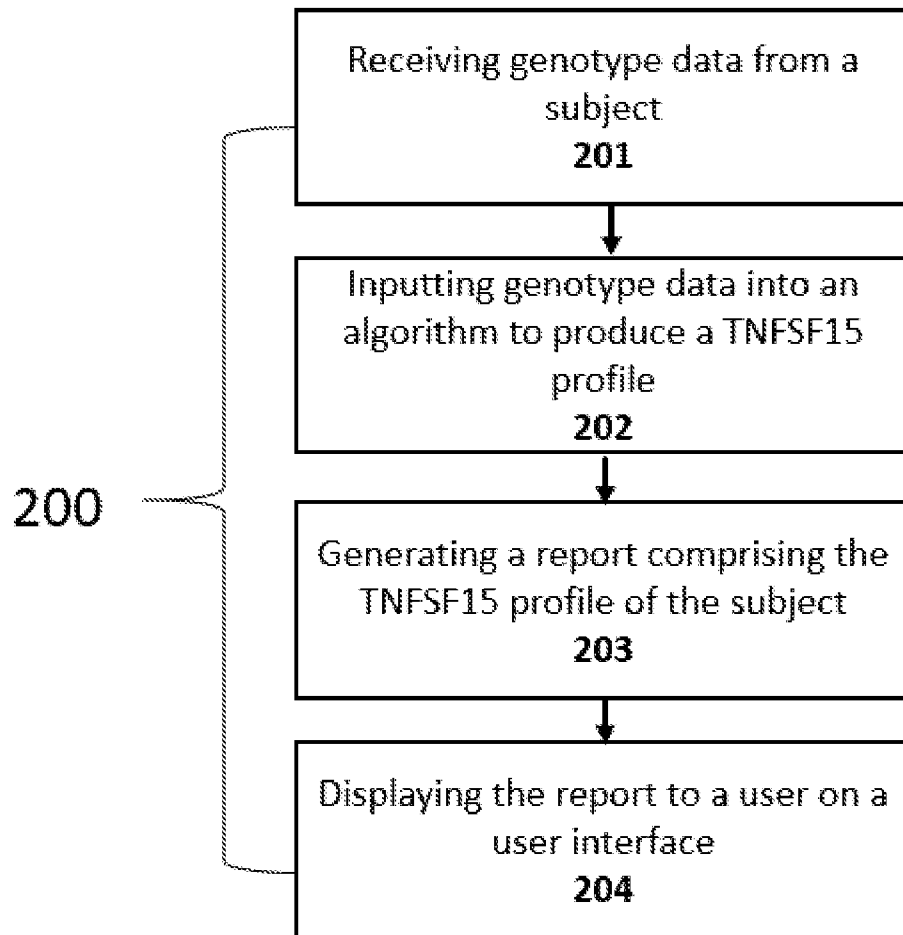 Receiving genotype data from a
subject
201
Inputting genotype data into an
algorithm to produce a TNFSF15
profile
202
200
Generating a report comprising the
TNFSF15 profile of the subject
203
Displaying the report to a user on a
user interface
204